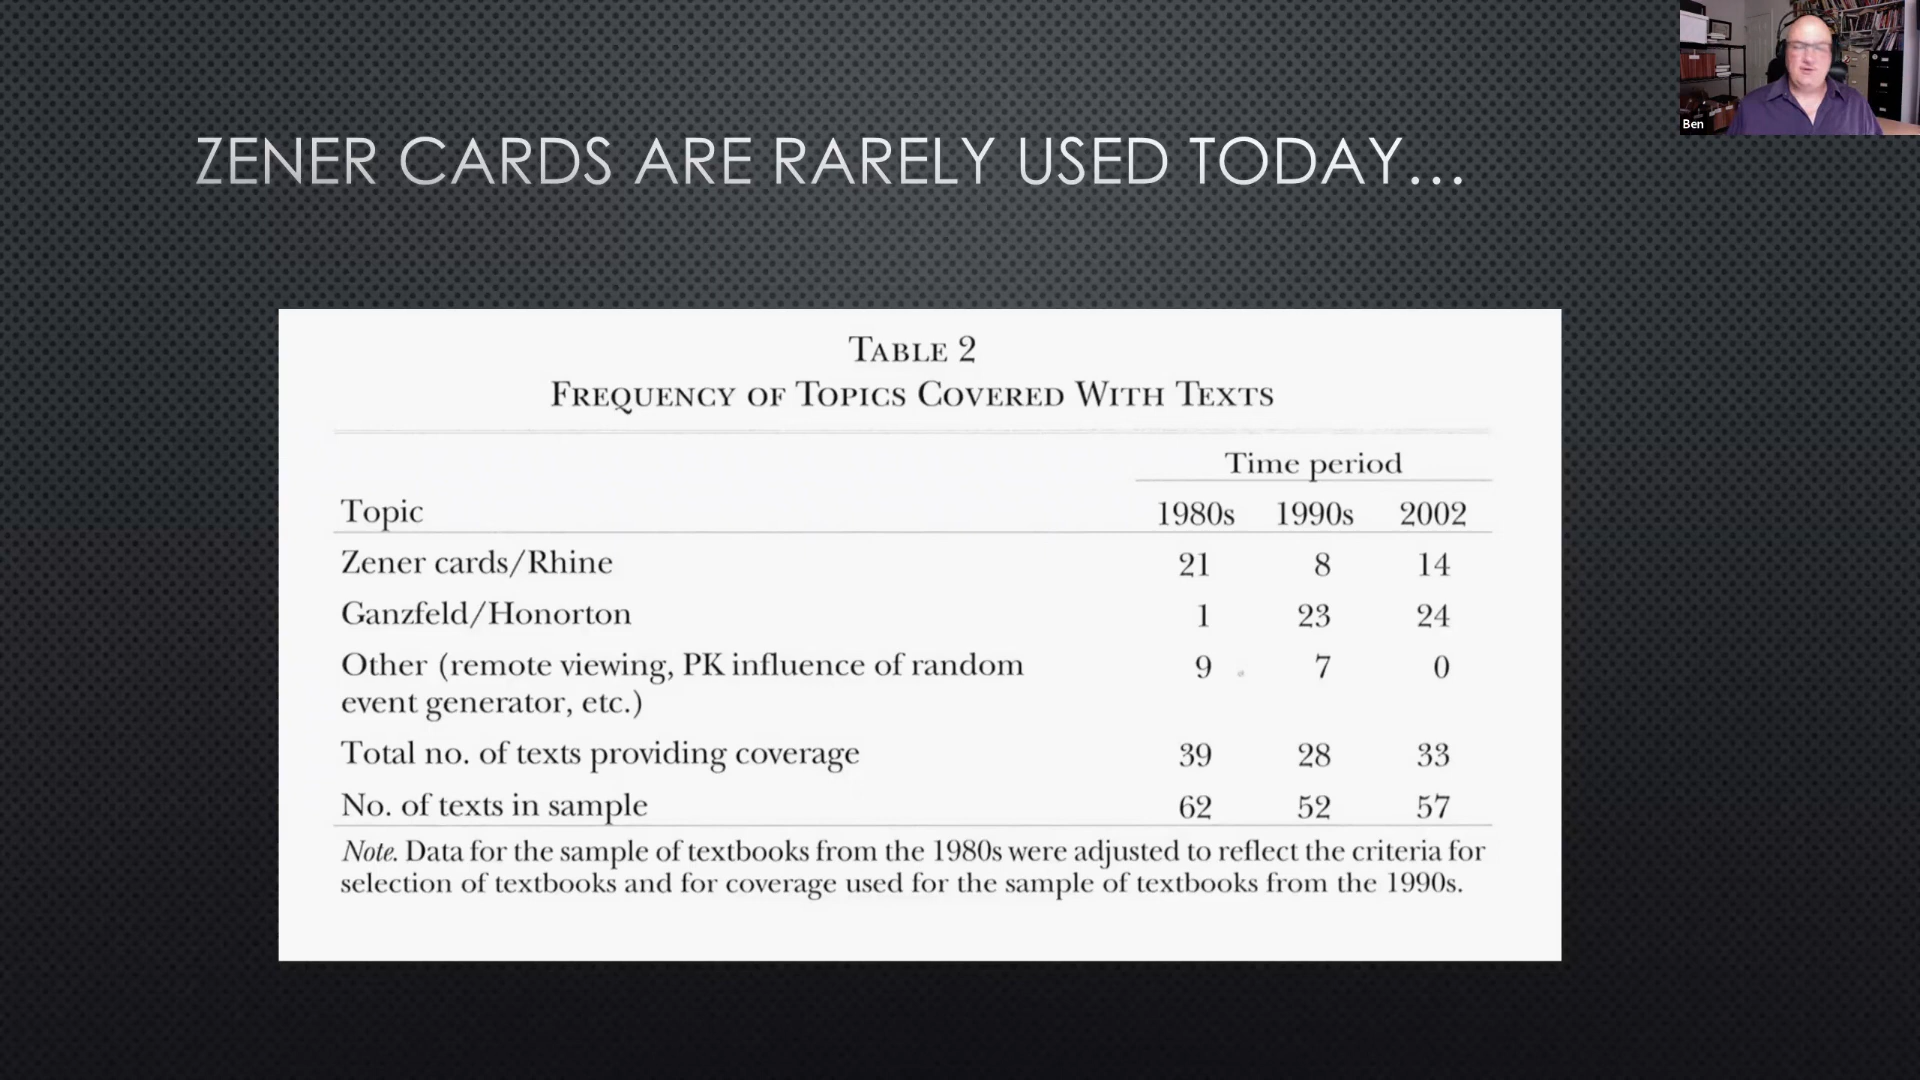 ZENER CARDS ARE RARELY USED TODAY...
Ben
TABLE 2
FREQUENCY OF TOPICS COVERED WITH TEXTS
Time period
Topic 1980s 1990s 2002
Zener cards/Rhine 21 8 14
Ganzfeld/Honorton 1 23 24
Other (remote viewing, PK influence of random 9 7 0
event generator, etc.)
Total no. of texts providing coverage 39 28 33
No. of texts in sample 62 52 57
Note. Data for the sample of textbooks from the 1980s were adjusted to reflect the criteria for
selection of textbooks and for coverage used for the sample of textbooks from the 1990s.